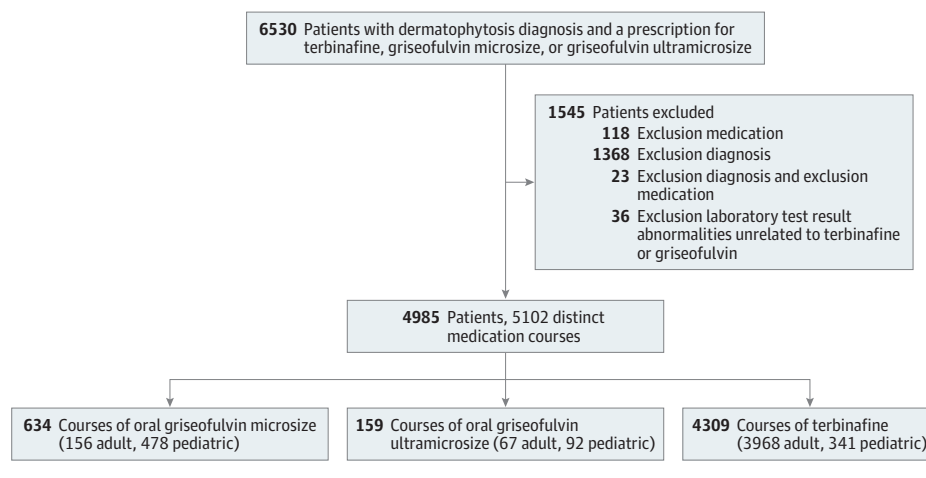 6530 Patients with dermatophytosis diagnosis and a prescription for
terbinafine, griseofulvin microsize, or griseofulvin ultramicrosize
1545 Patients excluded
118 Exclusion medication
1368 Exclusion diagnosis
23 Exclusion diagnosis and exclusion
medication
36 Exclusion laboratory test result
abnormalities unrelated to terbinafine
or griseofulvin
4985 Patients, 5102 distinct
medication courses
634 Courses of oral griseofulvin microsize
(156 adult, 478 pediatric)
159 Courses of oral griseofulvin
ultramicrosize (67 adult, 92 pediatric)
4309 Courses of terbinafine
(3968 adult, 341 pediatric)